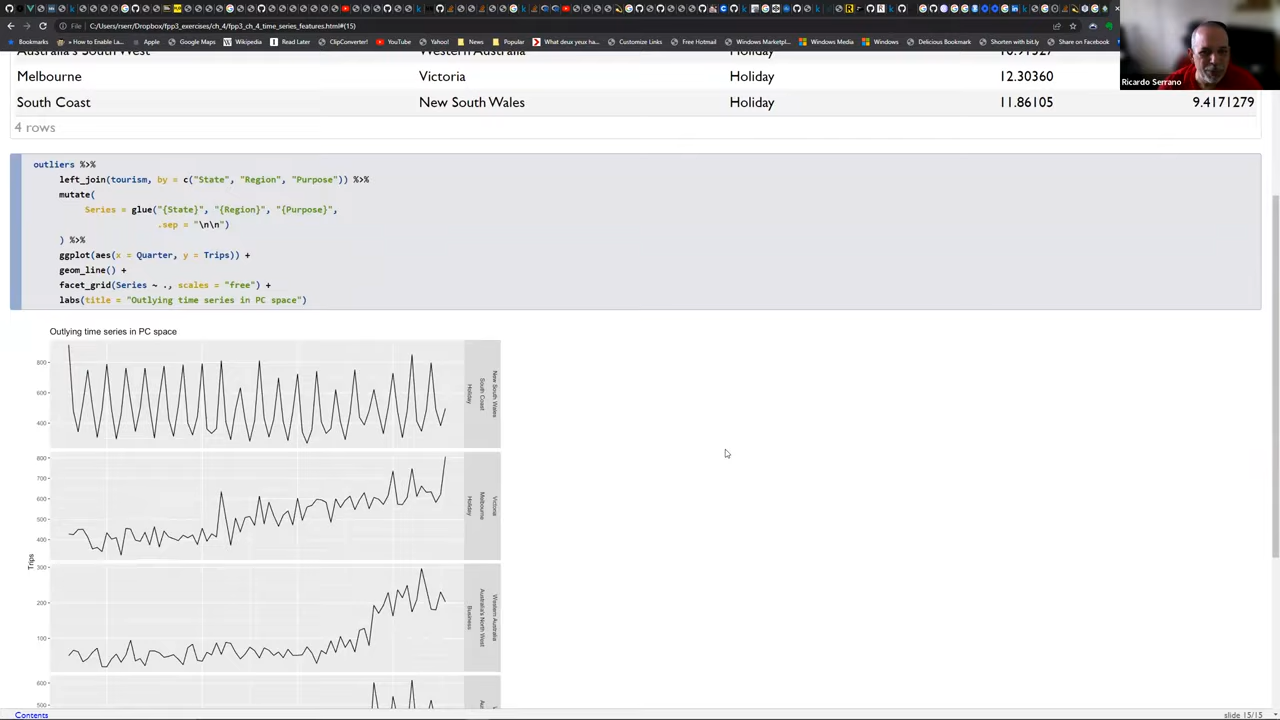 File C:/Users/rserr/Dropbox/fpp3_exercises/ch_4/fpp3_ch_4_time_series_features.html#(15)
Bookmarks » How to Enable La... Apple Google Maps Wikipedia Read Later ClipConverter! YouTube Yahoo! News Popular What deux yeux ha... Customize Links Free Hotmail Windows Marketpl... Windows Media Windows Delicious Bookmark Shorten with bit.ly Share on Facebook
Ricardo Serrano
Australia's South West Western Australia Holiday
Melbourne Victoria Holiday 12.30360
South Coast New South Wales Holiday 11.86105 9.4171279
4 rows
outliers %>%
left_join(tourism, by = c("State", "Region", "Purpose")) %>%
mutate(
Series = glue("{State}", "{Region}", "{Purpose}",
.sep = "\n\n")
) %>%
ggplot(aes(x = Quarter, y = Trips)) +
geom_line() +
facet_grid(Series ~ ., scales = "free") +
labs(title = "Outlying time series in PC space")
Outlying time series in PC space
800
600
400
New South Wales
South Coast
Holiday
800
700
600
500
400
Victoria
Melbourne
Holiday
Trips
300
200
100
Western Australia
Australia's North West
Business
600
500
Contents
slide 15/15